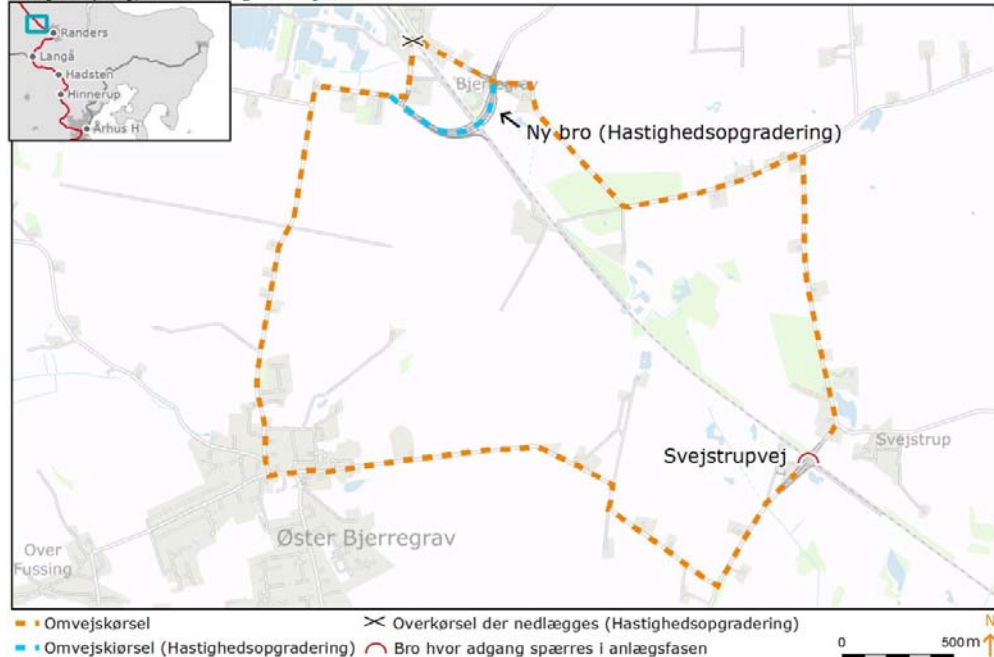 Randers
Langå
Hadsten
Hinnerup
Århus H
Bjerregrav
Ny bro (Hastighedsopgradering)
Svejstrupvej
Svejstrup
Øster Bjerregrav
Over
Fussing
Omvejskørsel
Overkørsel der nedlægges (Hastighedsopgradering)
Omvejskiørsel (Hastighedsopgradering)
Bro hvor adgang spærres i anlægsfasen
0 500 m
N